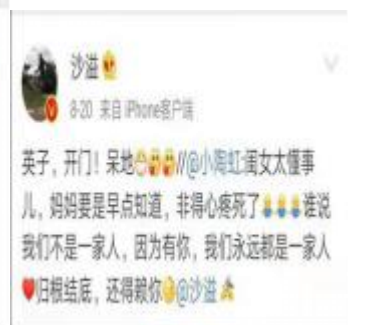 沙溢
8-20 来自 iPhone客户端
英子,开门!呆地//@小陶虹:闺女太懂事
儿,妈妈要是早点知道,非得心疼死了谁说
我们不是一家人,因为有你,我们永远都是一家人
归根结底,还得赖你@沙溢